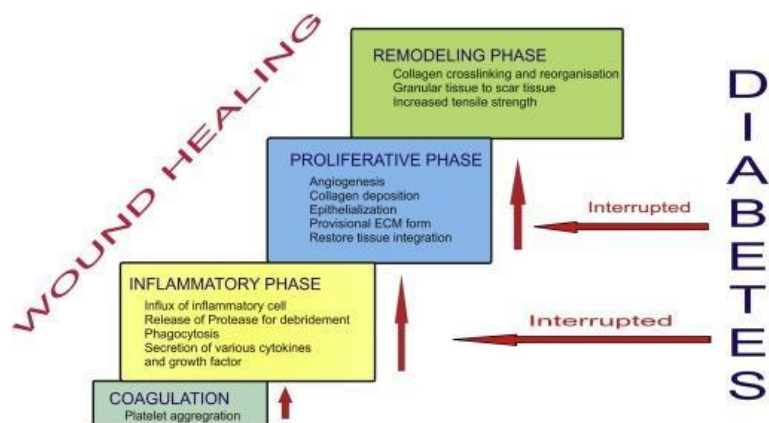 WOUND HEALING
REMODELING PHASE
Collagen crosslinking and reorganisation
Granular tissue to scar tissue
Increased tensile strength
PROLIFERATIVE PHASE
Angiogenesis
Collagen deposition
Epithelialization
Provisional ECM form
Restore tissue integration
Interrupted
INFLAMMATORY PHASE
Influx of inflammatory cell
Release of Protease for debridement
Phagocytosis
Secretion of various cytokines
and growth factor
Interrupted
COAGULATION
Platelet aggregration
DIABETES